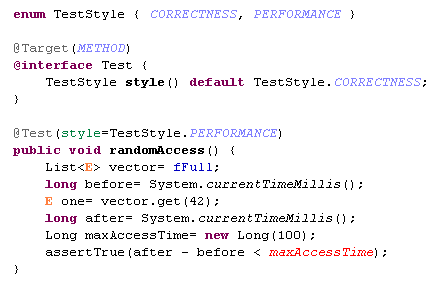 enum TestStyle { CORRECTNESS, PERFORMANCE }
@Target(METHOD)
@interface Test {
TestStyle style() default TestStyle.CORRECTNESS;
}
@Test(style=TestStyle.PERFORMANCE)
public void randomAccess() {
List<E> vector= fFull;
long before= System.currentTimeMillis();
E one= vector.get(42);
long after= System.currentTimeMillis();
Long maxAccessTime= new Long(100);
assertTrue(after - before < maxAccessTime);
}